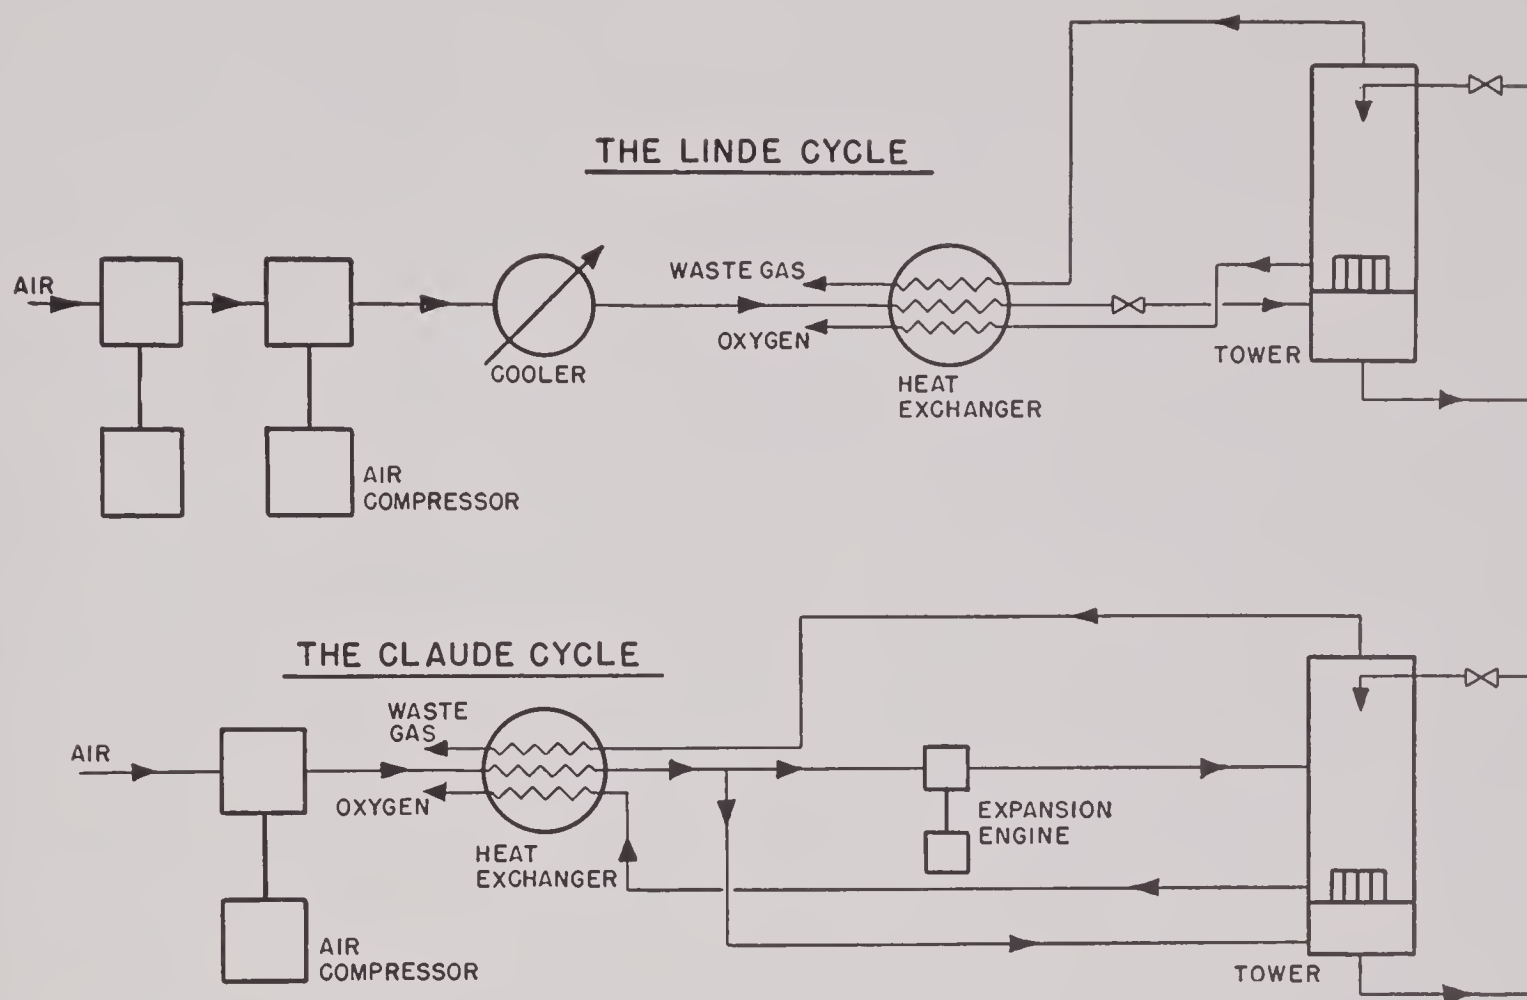 THE LINDE CYCLE
AIR
WASTE GAS
OXYGEN
COOLER
HEAT
EXCHANGER
TOWER
AIR
COMPRESSOR
THE CLAUDE CYCLE
WASTE
GAS
AIR
OXYGEN
HEAT
EXCHANGER
EXPANSION
ENGINE
AIR
COMPRESSOR
TOWER